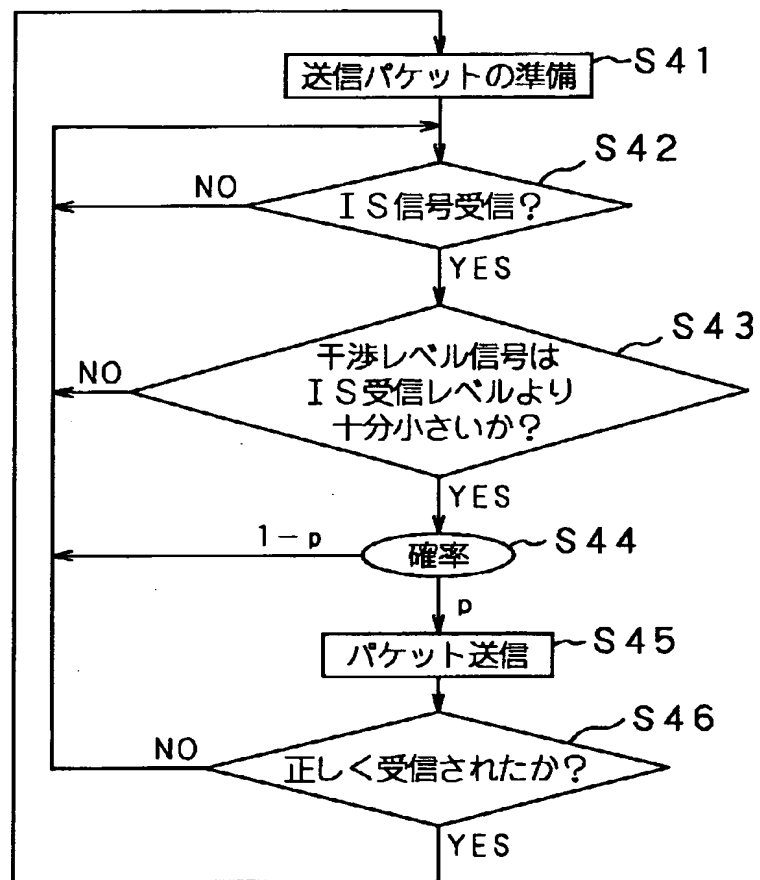 送信パケットの準備
S41
S42
NO
IS信号受信?
YES
S43
NO
干渉レベル信号は
IS受信レベルより
十分小さいか?
YES
1-p
確率
S44
p
パケット送信
S45
S46
NO
正しく受信されたか?
YES